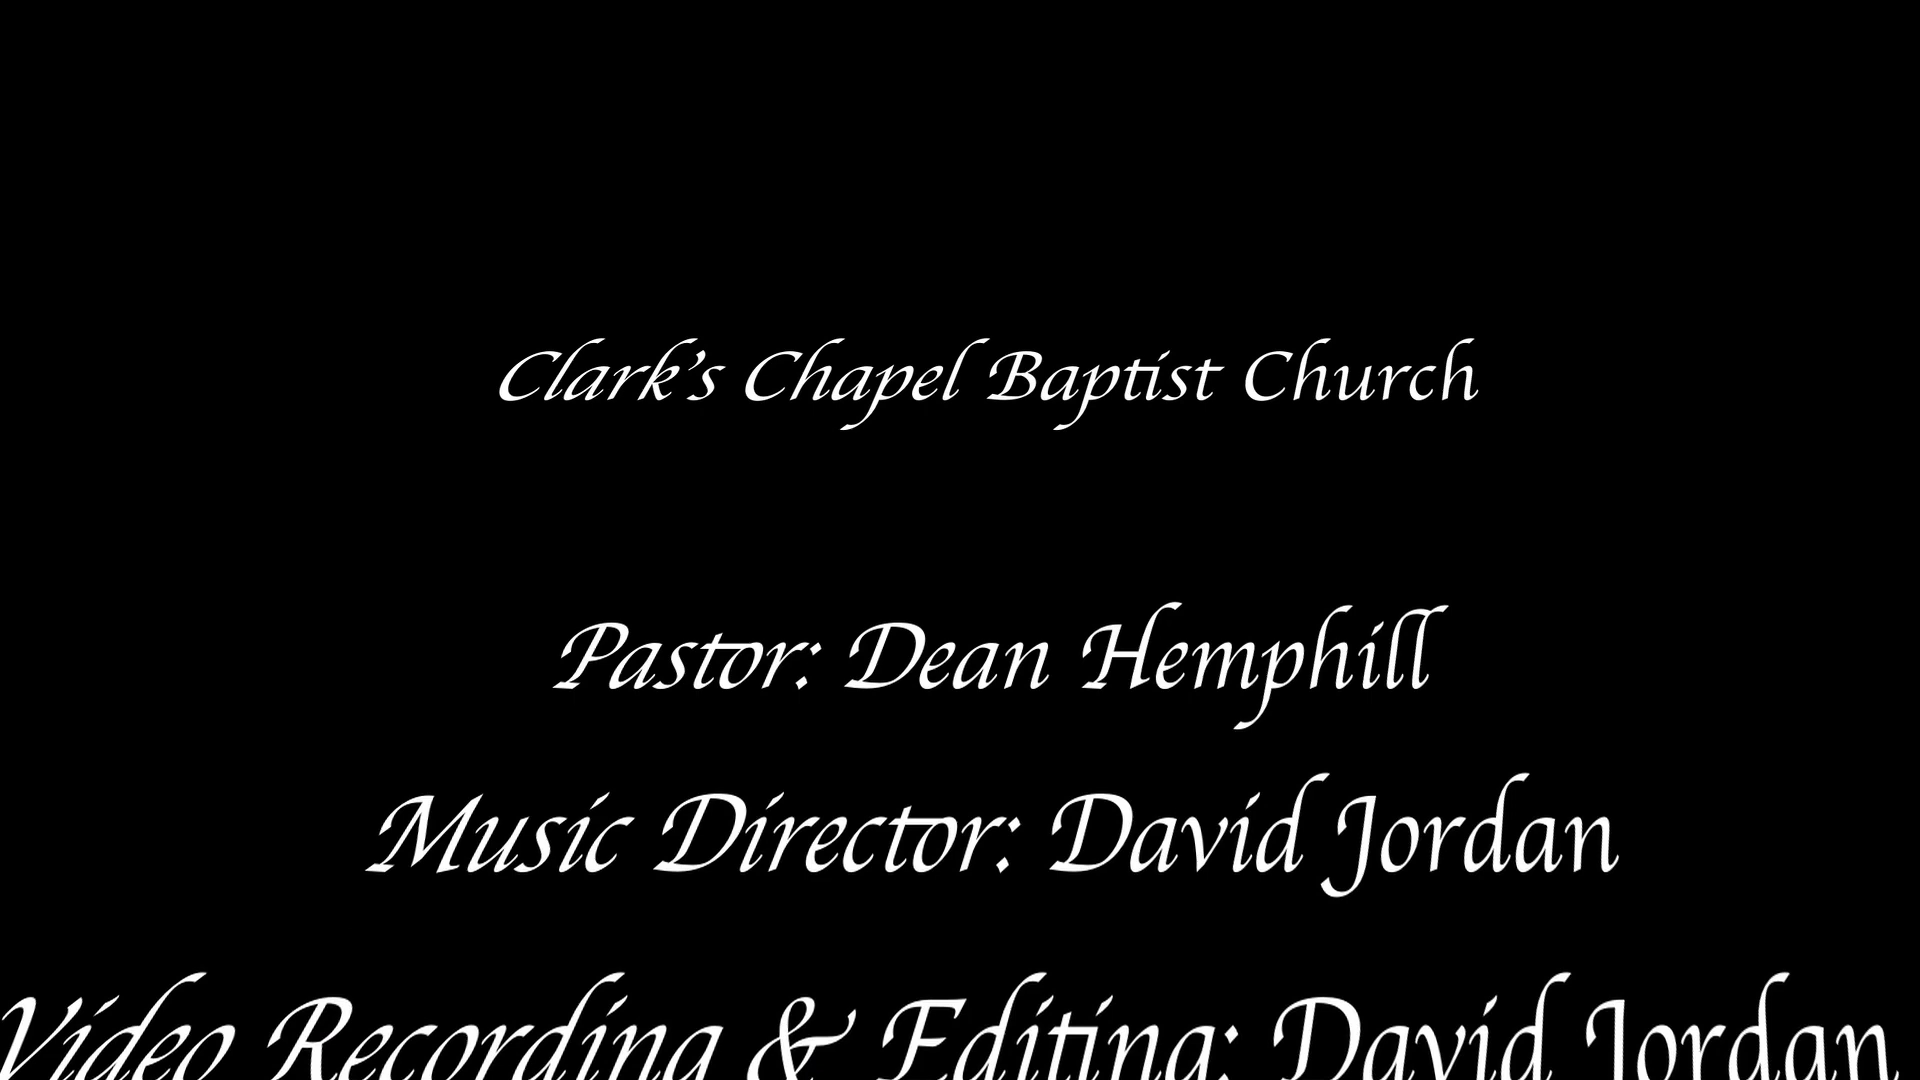 Clark's Chapel Baptist Church
Pastor: Dean Hemphill
Music Director: David Jordan
Video Recording & Editing: David Jordan